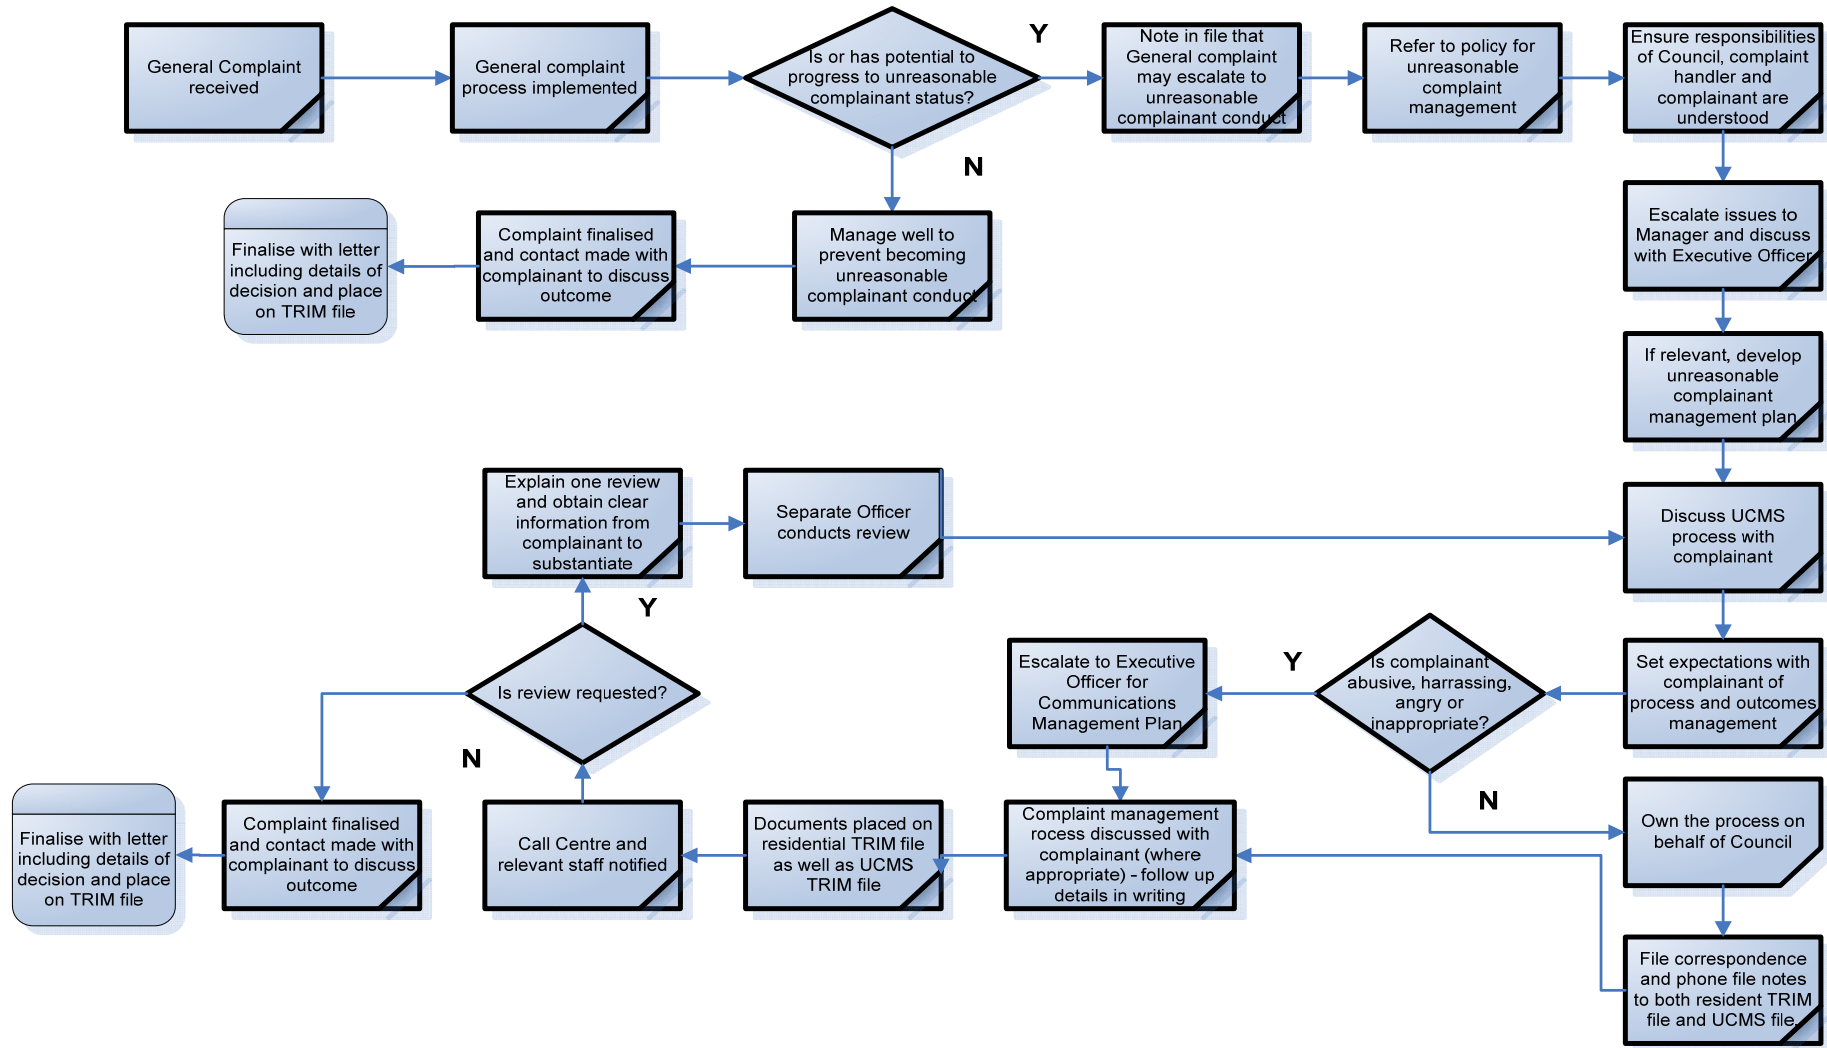 General Complaint
received
General complaint
process implemented
Is or has potential to
progress to unreasonable
complainant status?
Y
Note in file that
General complaint
may escalate to
unreasonable
complainant conduct
Refer to policy for
unreasonable
complaint
management
Ensure responsibilities
of Council, complaint
handler and
complainant are
understood
N
Finalise with letter
including details of
decision and place
on TRIM file
Complaint finalised
and contact made with
complainant to discuss
outcome
Manage well to
prevent becoming
unreasonable
complainant conduct
Escalate issues to
Manager and discuss
with Executive Officer
If relevant, develop
unreasonable
complainant
management plan
Explain one review
and obtain clear
information from
complainant to
substantiate
Separate Officer
conducts review
Discuss UCMS
process with
complainant
Y
Is review requested?
N
Escalate to Executive
Officer for
Communications
Management Plan
Y
Is complainant
abusive, harrassing,
angry or
inappropriate?
Set expectations with
complainant of
process and outcomes
management
N
Finalise with letter
including details of
decision and place
on TRIM file
Complaint finalised
and contact made with
complainant to discuss
outcome
Call Centre and
relevant staff notified
Documents placed on
residential TRIM file
as well as UCMS
TRIM file
Complaint management
rocess discussed with
complainant (where
appropriate) - follow up
details in writing
Own the process on
behalf of Council
File correspondence
and phone file notes
to both resident TRIM
file and UCMS file.